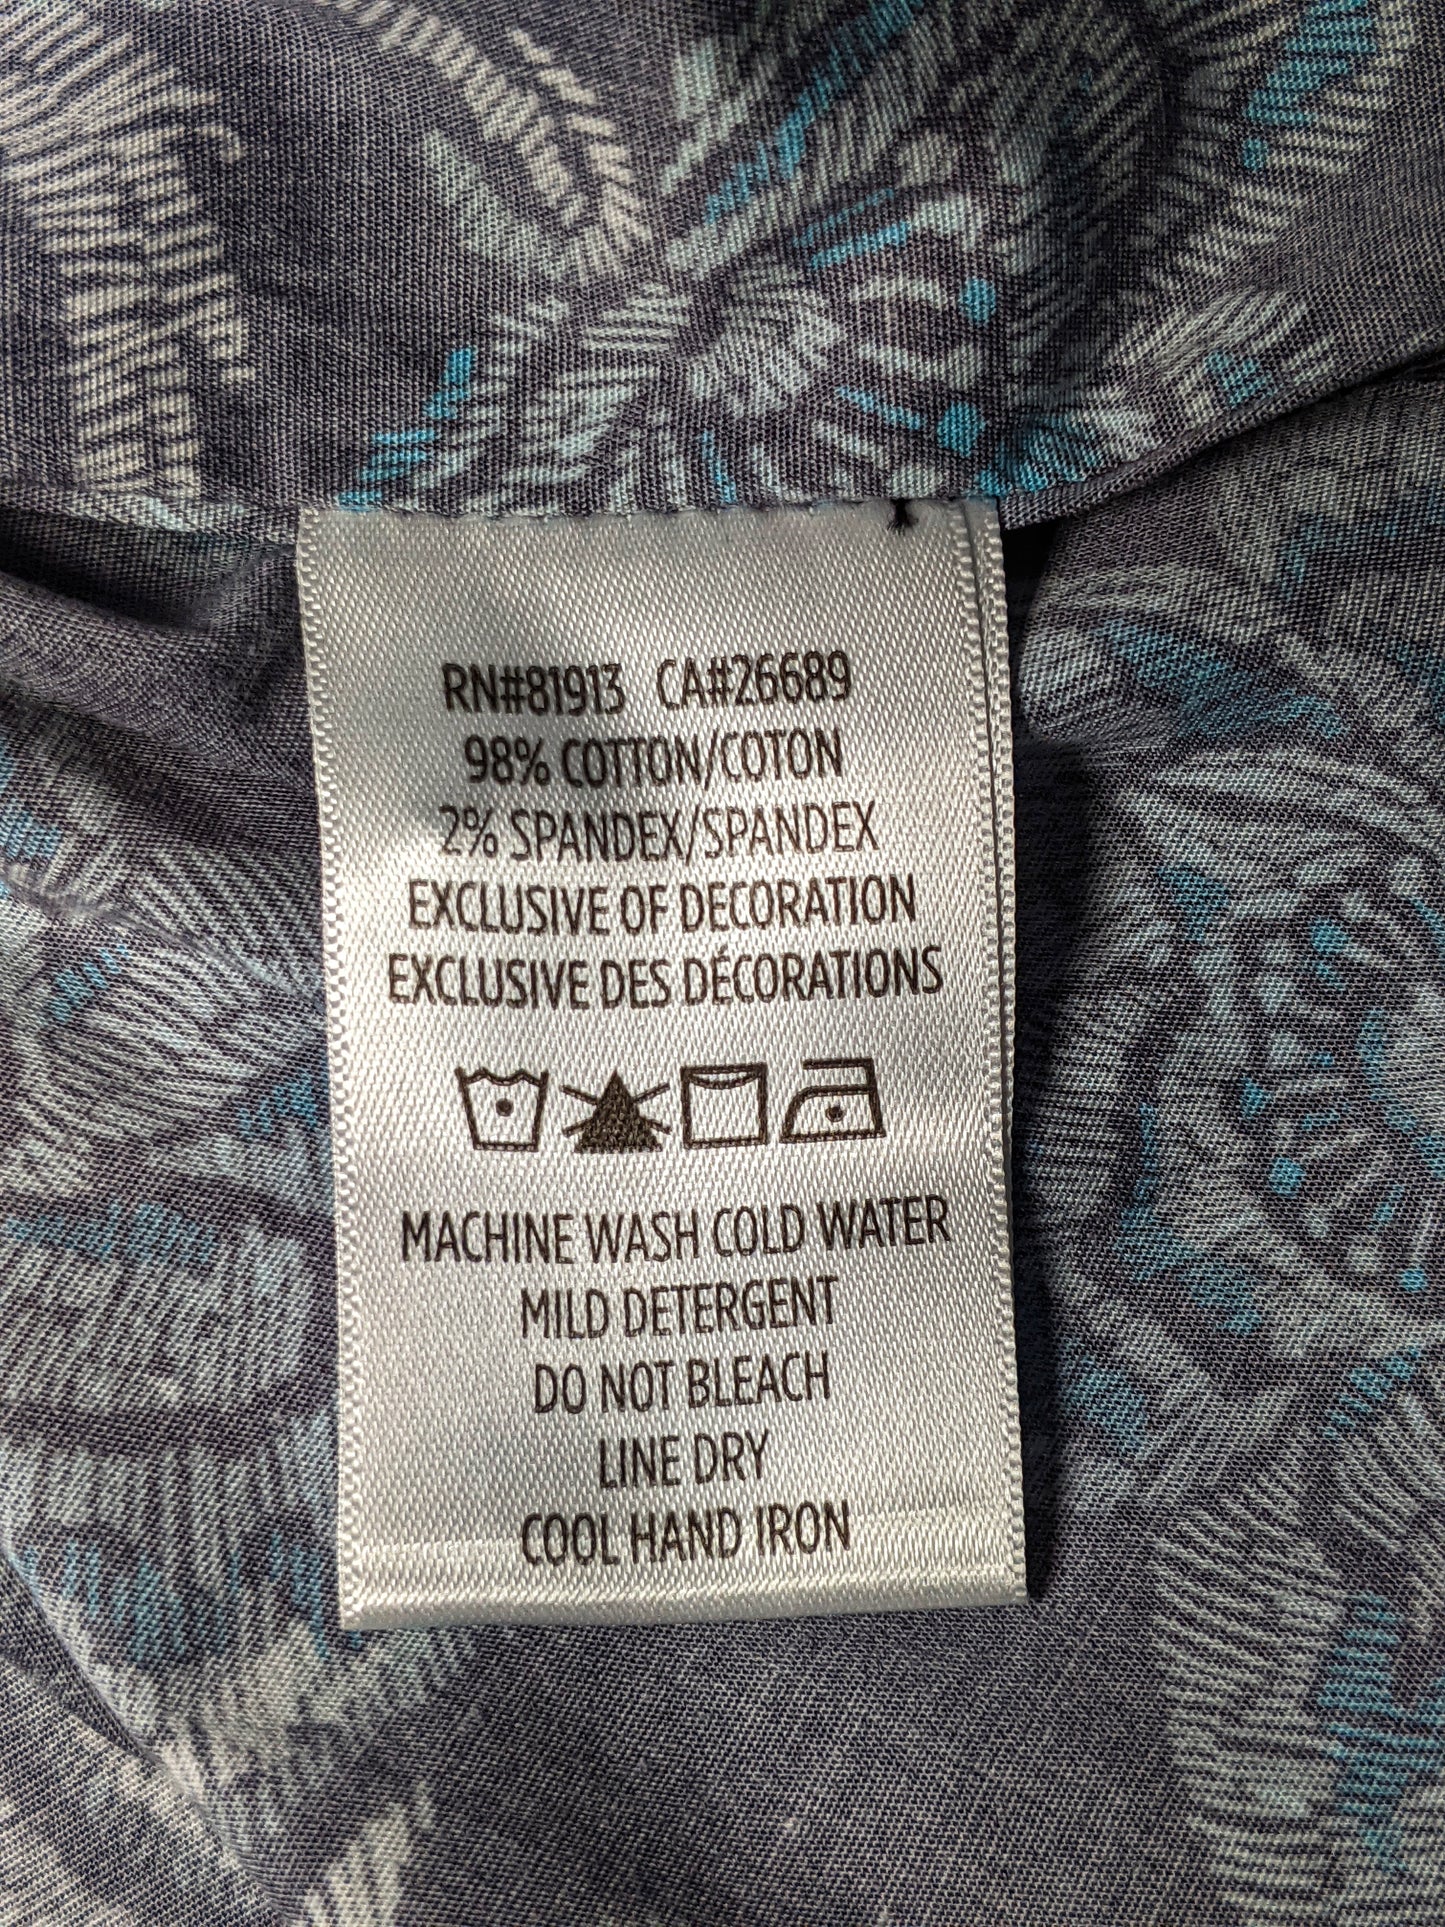 RN#81913 CA#26689
98% COTTON/COTON
2% SPANDEX/SPANDEX
EXCLUSIVE OF DECORATION
EXCLUSIVE DES DÉCORATIONS
MACHINE WASH COLD WATER
MILD DETERGENT
DO NOT BLEACH
LINE DRY
COOL HAND IRON